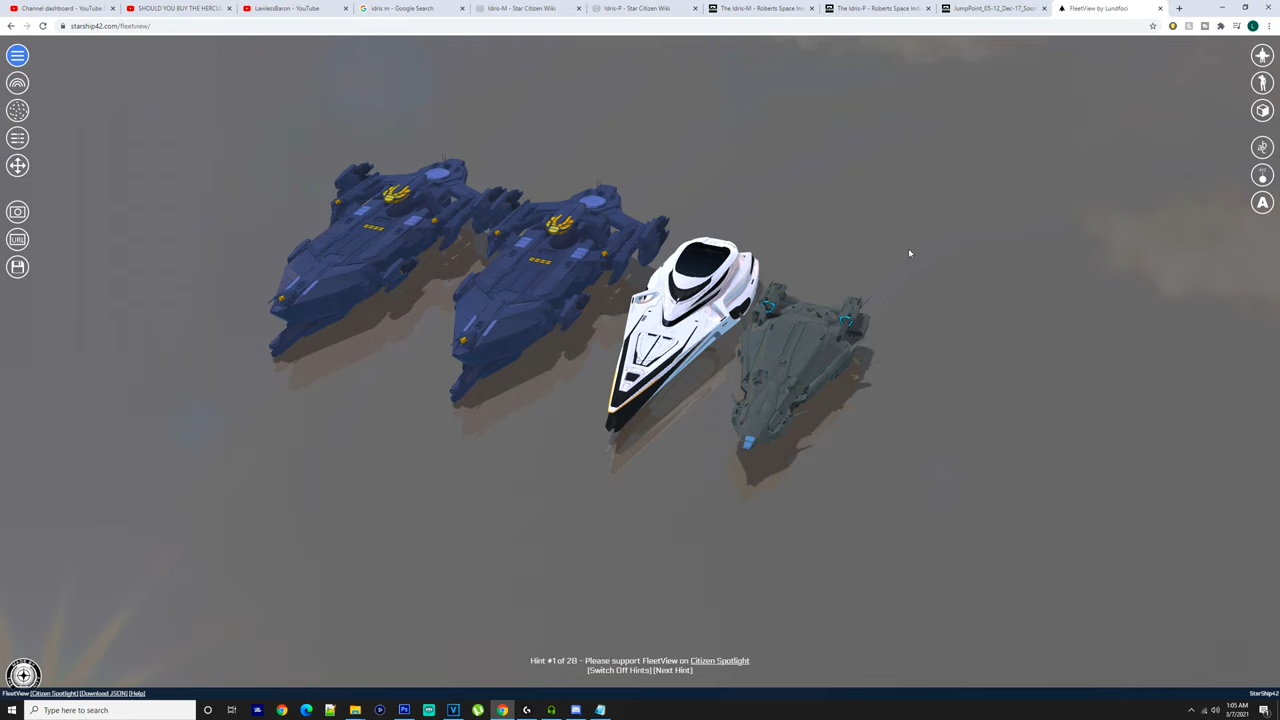 Channel dashboard - YouTube
SHOULD YOU BUY THE HERCU
LawlessBaron - YouTube
idris m - Google Search
Idris-M - Star Citizen Wiki
Idris-P - Star Citizen Wiki
The Idris-M - Roberts Space Ind
The Idris-P - Roberts Space Ind
JumpPoint_05-12_Dec-17_Soo
FleetView by Lundfoci
starship42.com/fleetview/
L
URL
A
Hint #1 of 28 - Please support FleetView on Citizen Spotlight
[Switch Off Hints] [Next Hint]
FleetView [Citizen Spotlight] [Download JSON] [Help]
StarShip42
Type here to search
Ps
V
1:05 AM
3/7/2021